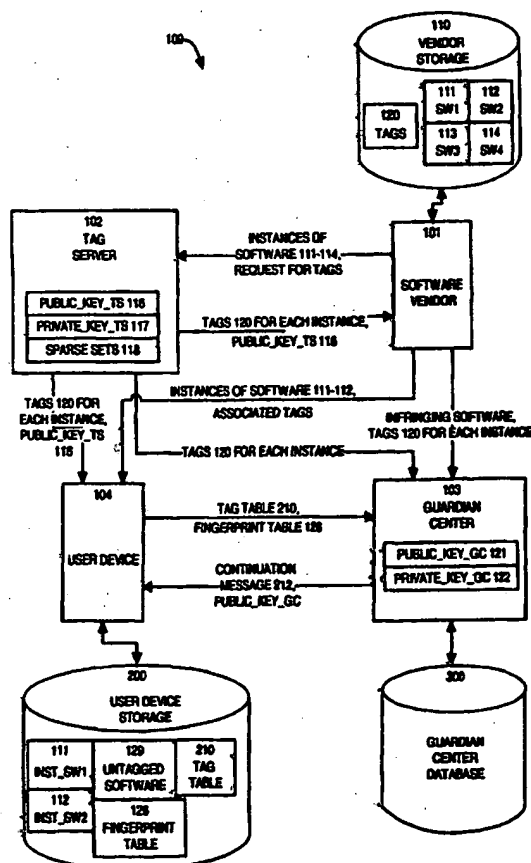 100
110
VENDOR
STORAGE
120
TAGS
111
SW1
112
SW2
113
SW3
114
SW4
102
TAG
SERVER
PUBLIC_KEY_TS 116
PRIVATE_KEY_TS 117
SPARSE SETS 118
INSTANCES OF
SOFTWARE 111-114,
REQUEST FOR TAGS
101
SOFTWARE
VENDOR
TAGS 120 FOR EACH INSTANCE,
PUBLIC_KEY_TS 116
TAGS 120 FOR
EACH INSTANCE,
PUBLIC_KEY_TS
116
INSTANCES OF SOFTWARE 111-112,
ASSOCIATED TAGS
TAGS 120 FOR EACH INSTANCE
INFRINGING SOFTWARE,
TAGS 120 FOR EACH INSTANCE
104
USER DEVICE
TAG TABLE 210,
FINGERPRINT TABLE 126
CONTINUATION
MESSAGE 212,
PUBLIC_KEY_GC
103
GUARDIAN
CENTER
PUBLIC_KEY_GC 121
PRIVATE_KEY_GC 122
200
USER DEVICE
STORAGE
111
INST_SW1
112
INST_SW2
129
UNTAGGED
SOFTWARE
210
TAG
TABLE
126
FINGERPRINT
TABLE
300
GUARDIAN
CENTER
DATABASE